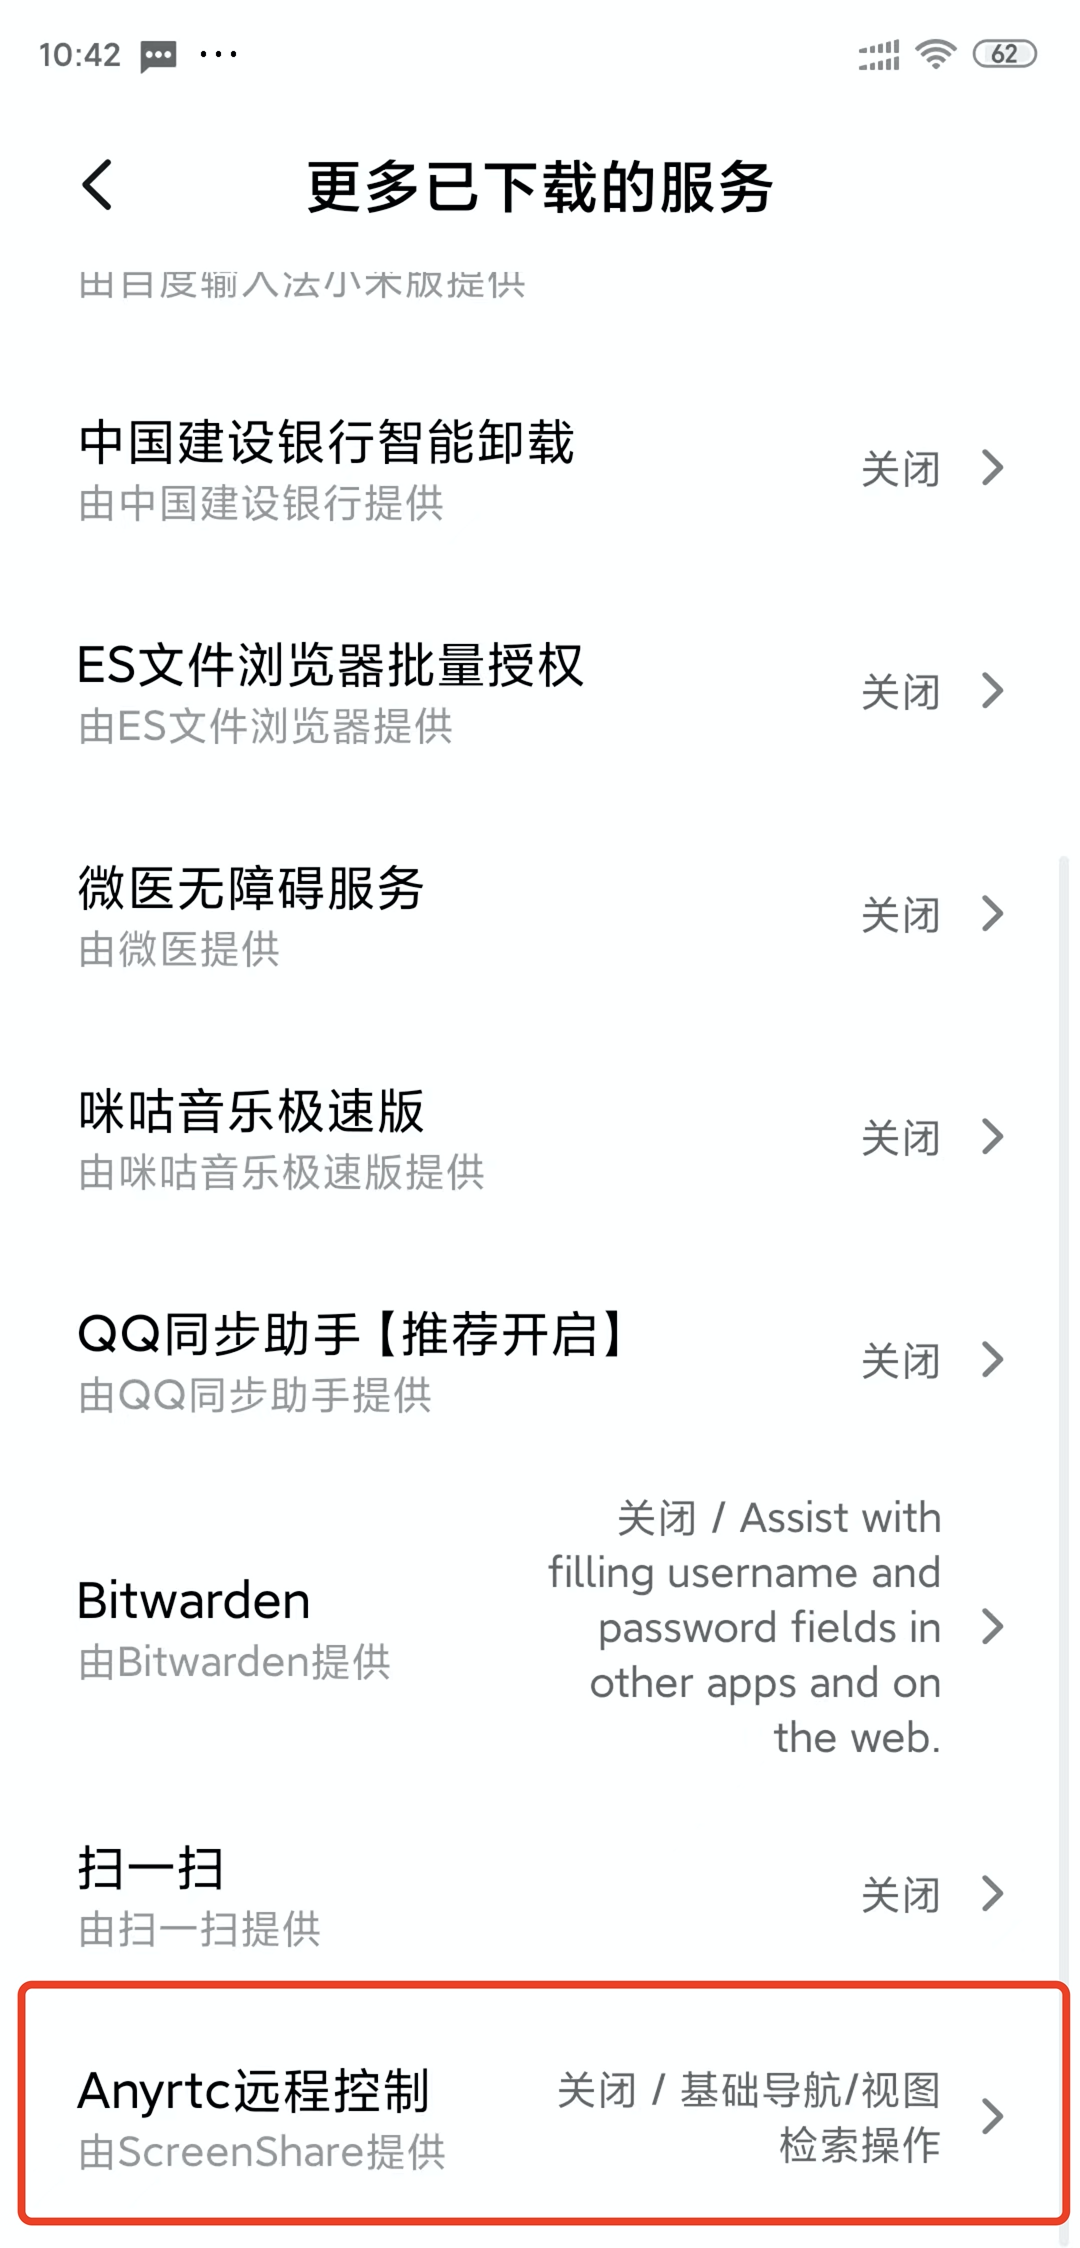 10:42
62
更多已下载的服务
由百度输入法小米版提供
中国建设银行智能卸载
由中国建设银行提供
关闭
ES文件浏览器批量授权
由ES文件浏览器提供
关闭
微医无障碍服务
由微医提供
关闭
咪咕音乐极速版
由咪咕音乐极速版提供
关闭
QQ同步助手【推荐开启】
由QQ同步助手提供
关闭
Bitwarden
由Bitwarden提供
关闭 / Assist with
filling username and
password fields in
other apps and on
the web.
扫一扫
由扫一扫提供
关闭
Anyrtc远程控制
由ScreenShare提供
关闭 / 基础导航/视图
检索操作